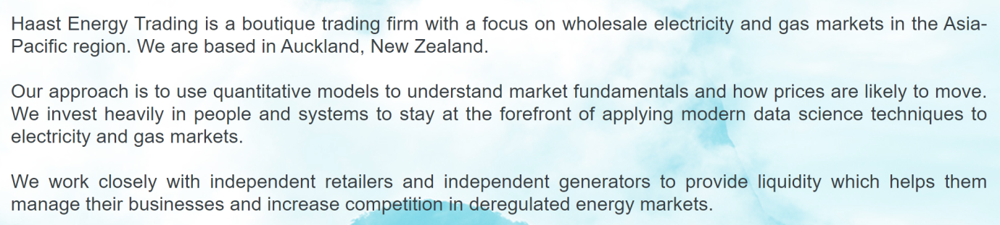 Haast Energy Trading is a boutique trading firm with a focus on wholesale electricity and gas markets in the Asia-
Pacific region. We are based in Auckland, New Zealand.
Our approach is to use quantitative models to understand market fundamentals and how prices are likely to move.
We invest heavily in people and systems to stay at the forefront of applying modern data science techniques to
electricity and gas markets.
We work closely with independent retailers and independent generators to provide liquidity which helps them
manage their businesses and increase competition in deregulated energy markets.